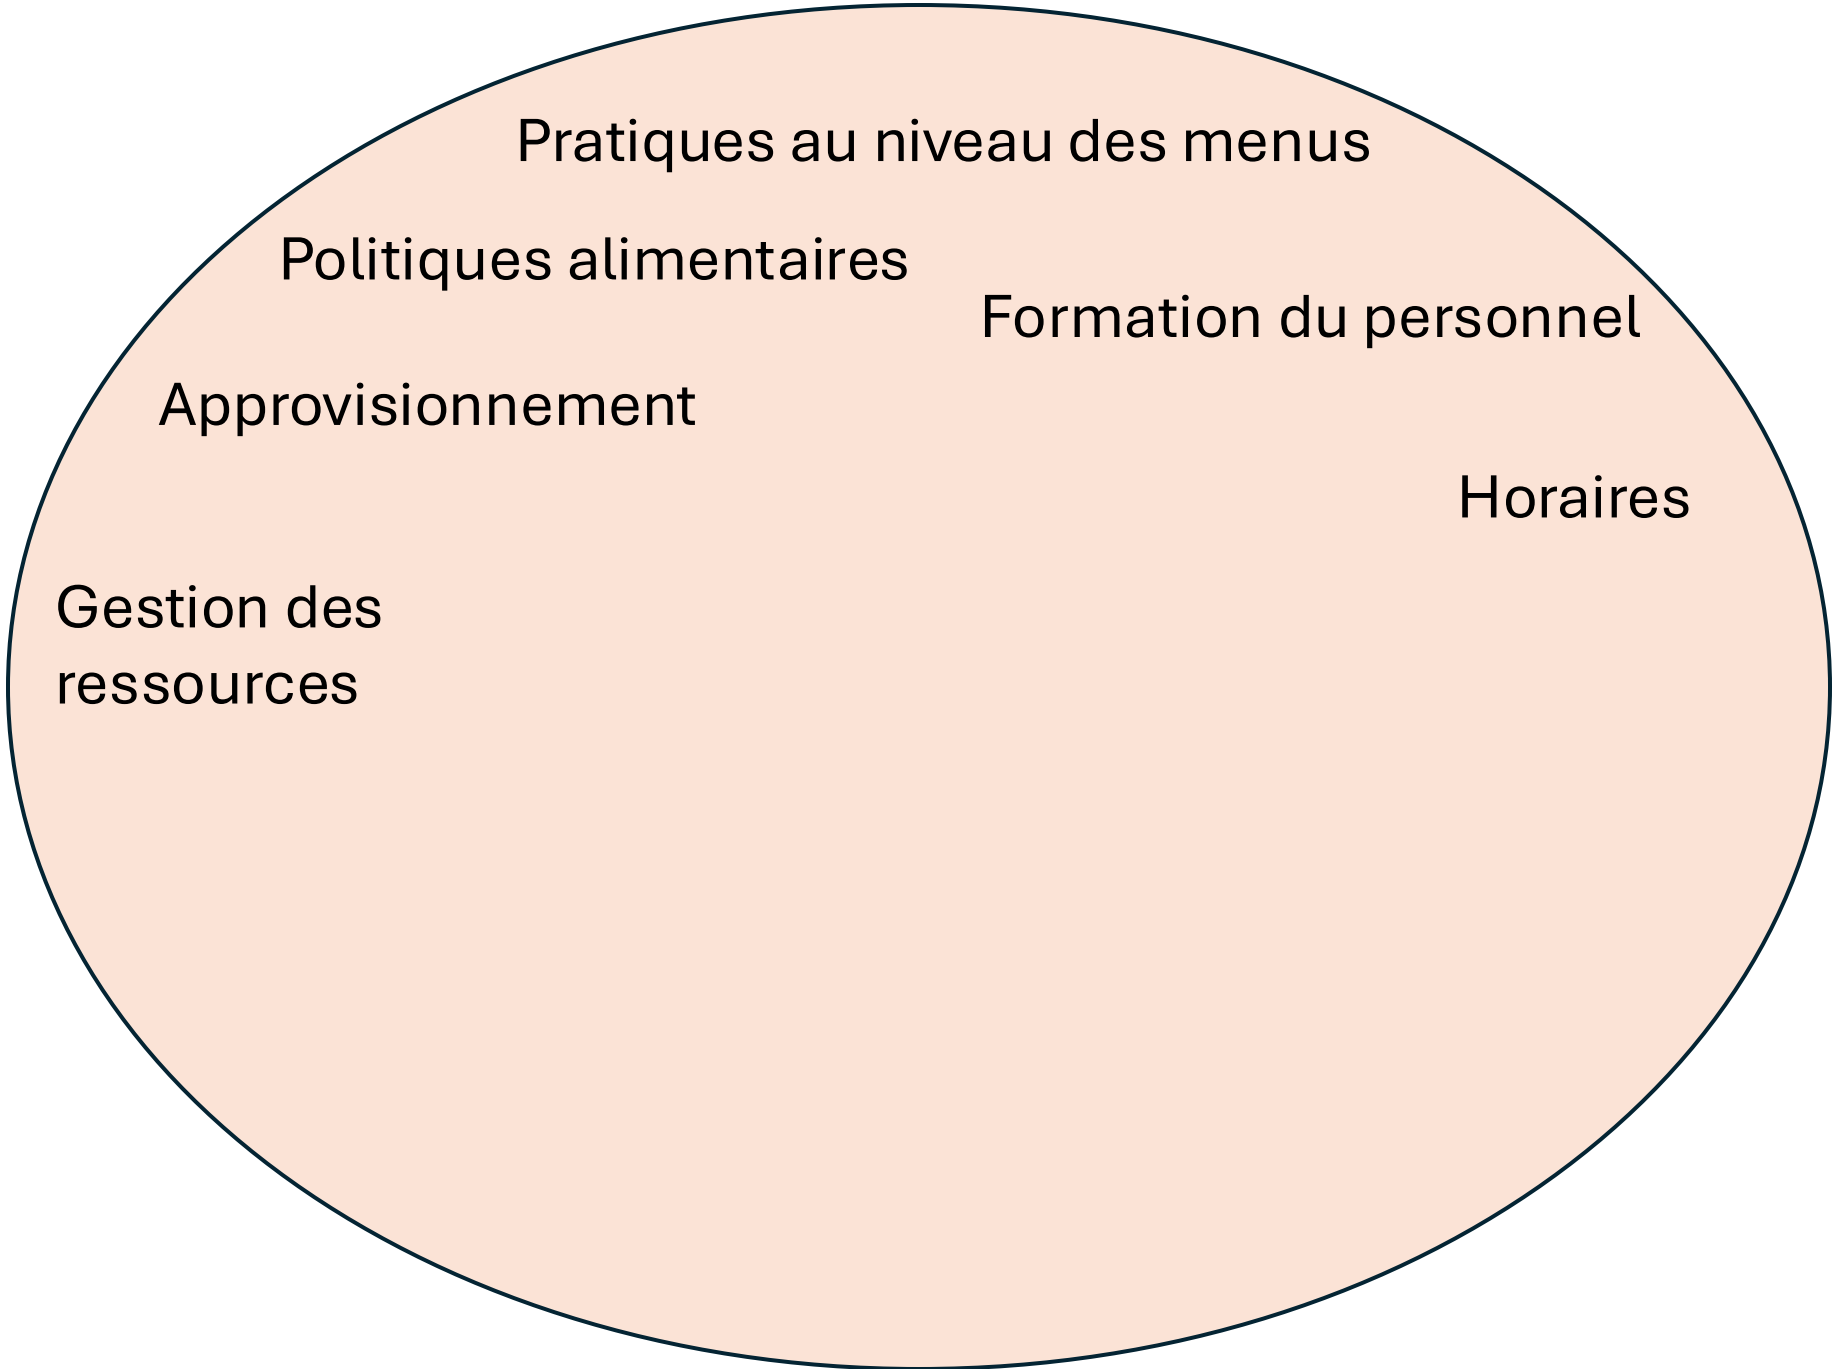 Pratiques au niveau des menus
Politiques alimentaires
Formation du personnel
Approvisionnement
Horaires
Gestion des
ressources